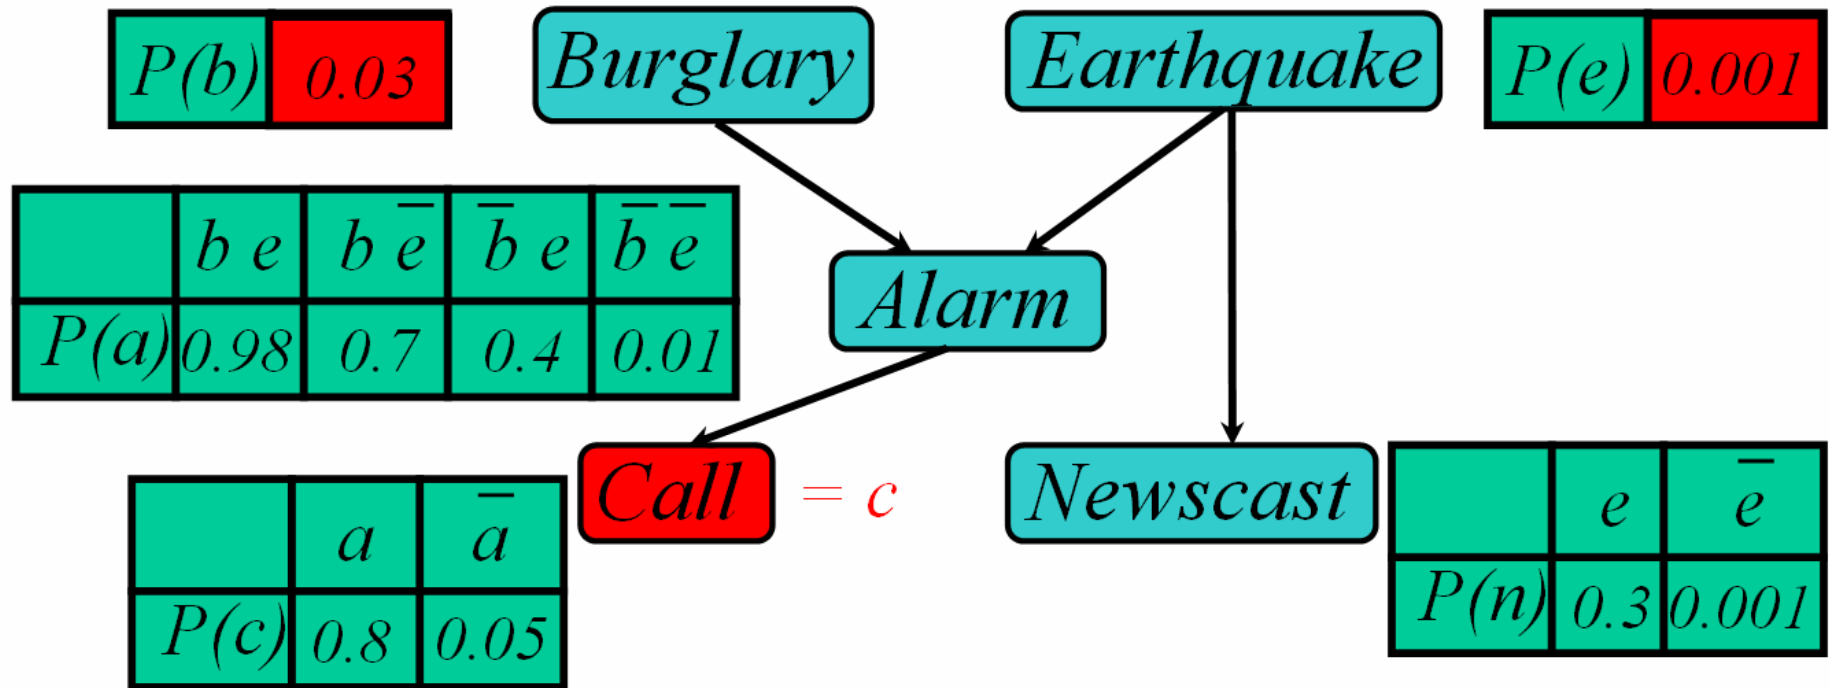 P(b) 0.03
Burglary
Earthquake
P(e) 0.001
b e b e̅ b̅ e b̅ e̅
P(a) 0.98 0.7 0.4 0.01
Alarm
Call = c
Newscast
a a̅
P(c) 0.8 0.05
e e̅
P(n) 0.3 0.001